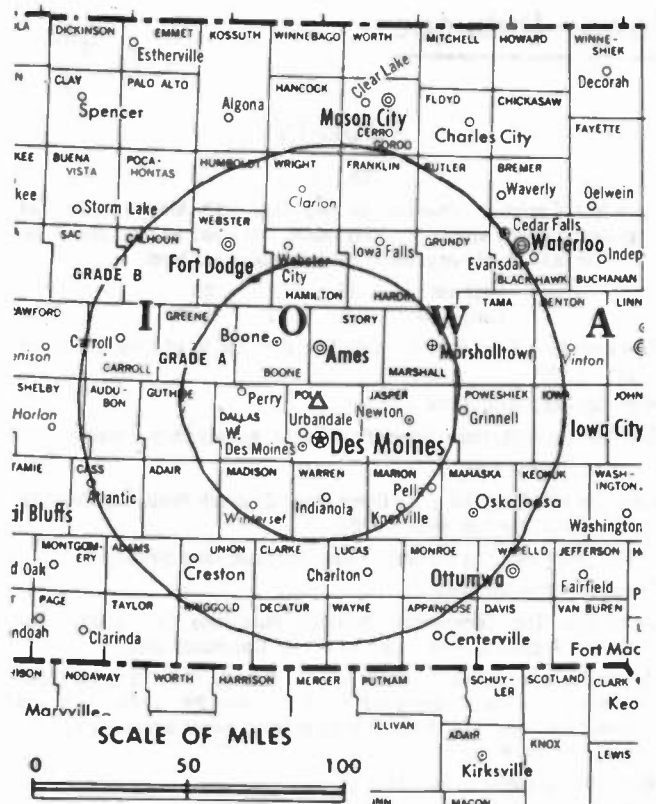 DICKINSON EMMET KOSSUTH WINNEBAGO WORTH MITCHELL HOWARD WINNE-
SHIEK
Estherville
Decorah
CLAY PALO ALTO HANCOCK Clear Lake FLOYD CHICKASAW
Spencer Algona Mason City Charles City FAYETTE
CERRO
GORDO
BUENA
VISTA
POCA-
HONTAS
HUMBOLDT WRIGHT FRANKLIN BUTLER BREMER
Clarion Waverly Oelwein
Storm Lake
WEBSTER
Cedar Falls
SAC CALHOUN GRUNDY Waterloo
Fort Dodge Webster
City
Iowa Falls Evansdale Indep
GRADE B BLACK HAWK BUCHANAN
HAMILTON HARDIN TAMA BENTON LINN
I O W A
GREENE STORY
Carroll Boone Ames Marshalltown Vinton
GRADE A
CARROLL BOONE MARSHALL
SHELBY AUDU-
BON
GUTHRIE Perry POLK JASPER POWESHIEK IOWA JOHN
Harlan DALLAS Urbandale Newton Grinnell Iowa City
W.
Des Moines Des Moines
CASS ADAIR MADISON WARREN MARION MAHASKA KEOKUK WASH-
INGTON
Atlantic Pella Oskaloosa
Winterset Indianola Knoxville Washington
MONTGOM-
ERY
ADAMS UNION CLARKE LUCAS MONROE WAPELLO JEFFERSON
Creston Chariton Ottumwa Fairfield
PAGE TAYLOR RINGGOLD DECATUR WAYNE APPANOOSE DAVIS VAN BUREN
Clarinda Centerville Fort Mad
NODAWAY WORTH HARRISON MERCER PUTNAM SCHUY-
LER
SCOTLAND CLARK
Maryville
ADAIR KNOX LEWIS
Kirksville
MACON
SCALE OF MILES
0 50 100